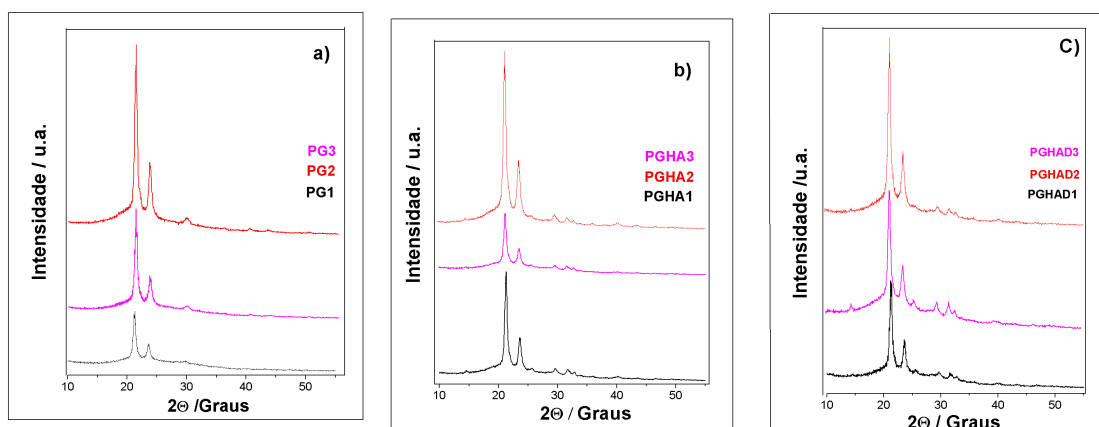 a)
PG3
PG2
PG1
Intensidade / u.a.
10 20 30 40 50
2Θ /Graus
b)
PGHA3
PGHA2
PGHA1
Intensidade / u.a.
10 20 30 40 50
2Θ / Graus
C)
PGHAD3
PGHAD2
PGHAD1
Intensidade /u.a.
10 20 30 40 50
2Θ / Graus